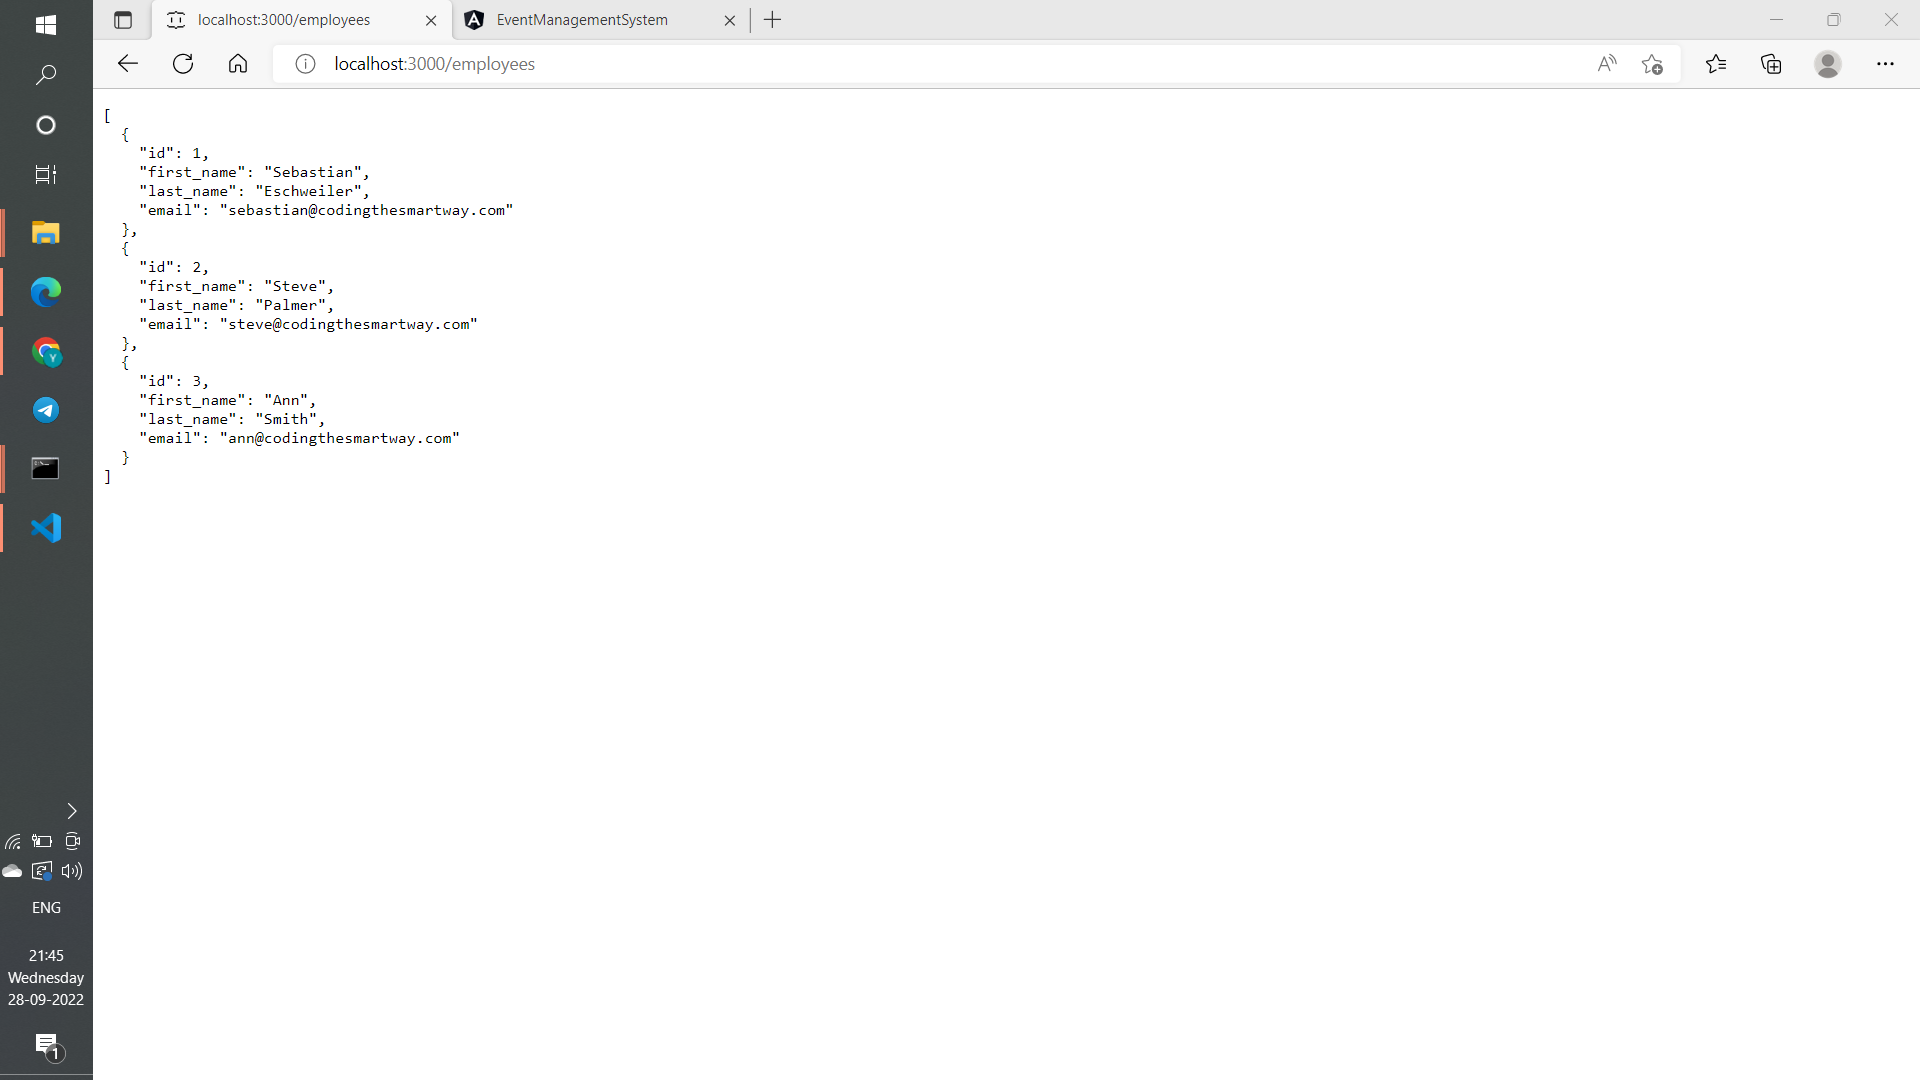 localhost:3000/employees
EventManagementSystem
localhost:3000/employees
[
  {
    "id": 1,
    "first_name": "Sebastian",
    "last_name": "Eschweiler",
    "email": "sebastian@codingthesmartway.com"
  },
  {
    "id": 2,
    "first_name": "Steve",
    "last_name": "Palmer",
    "email": "steve@codingthesmartway.com"
  },
  {
    "id": 3,
    "first_name": "Ann",
    "last_name": "Smith",
    "email": "ann@codingthesmartway.com"
  }
]
Y
ENG
21:45
Wednesday
28-09-2022
1